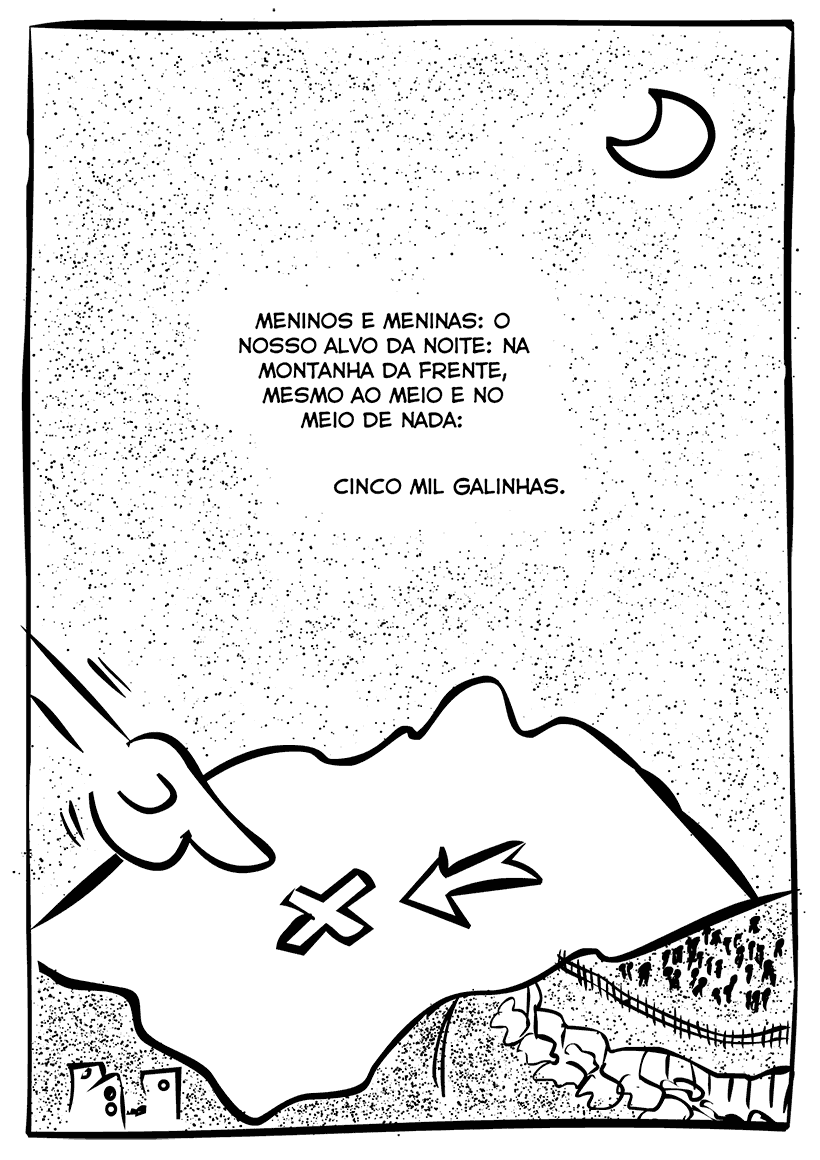 MENINOS E MENINAS: O
NOSSO ALVO DA NOITE: NA
MONTANHA DA FRENTE,
MESMO AO MEIO E NO
MEIO DE NADA:
CINCO MIL GALINHAS.